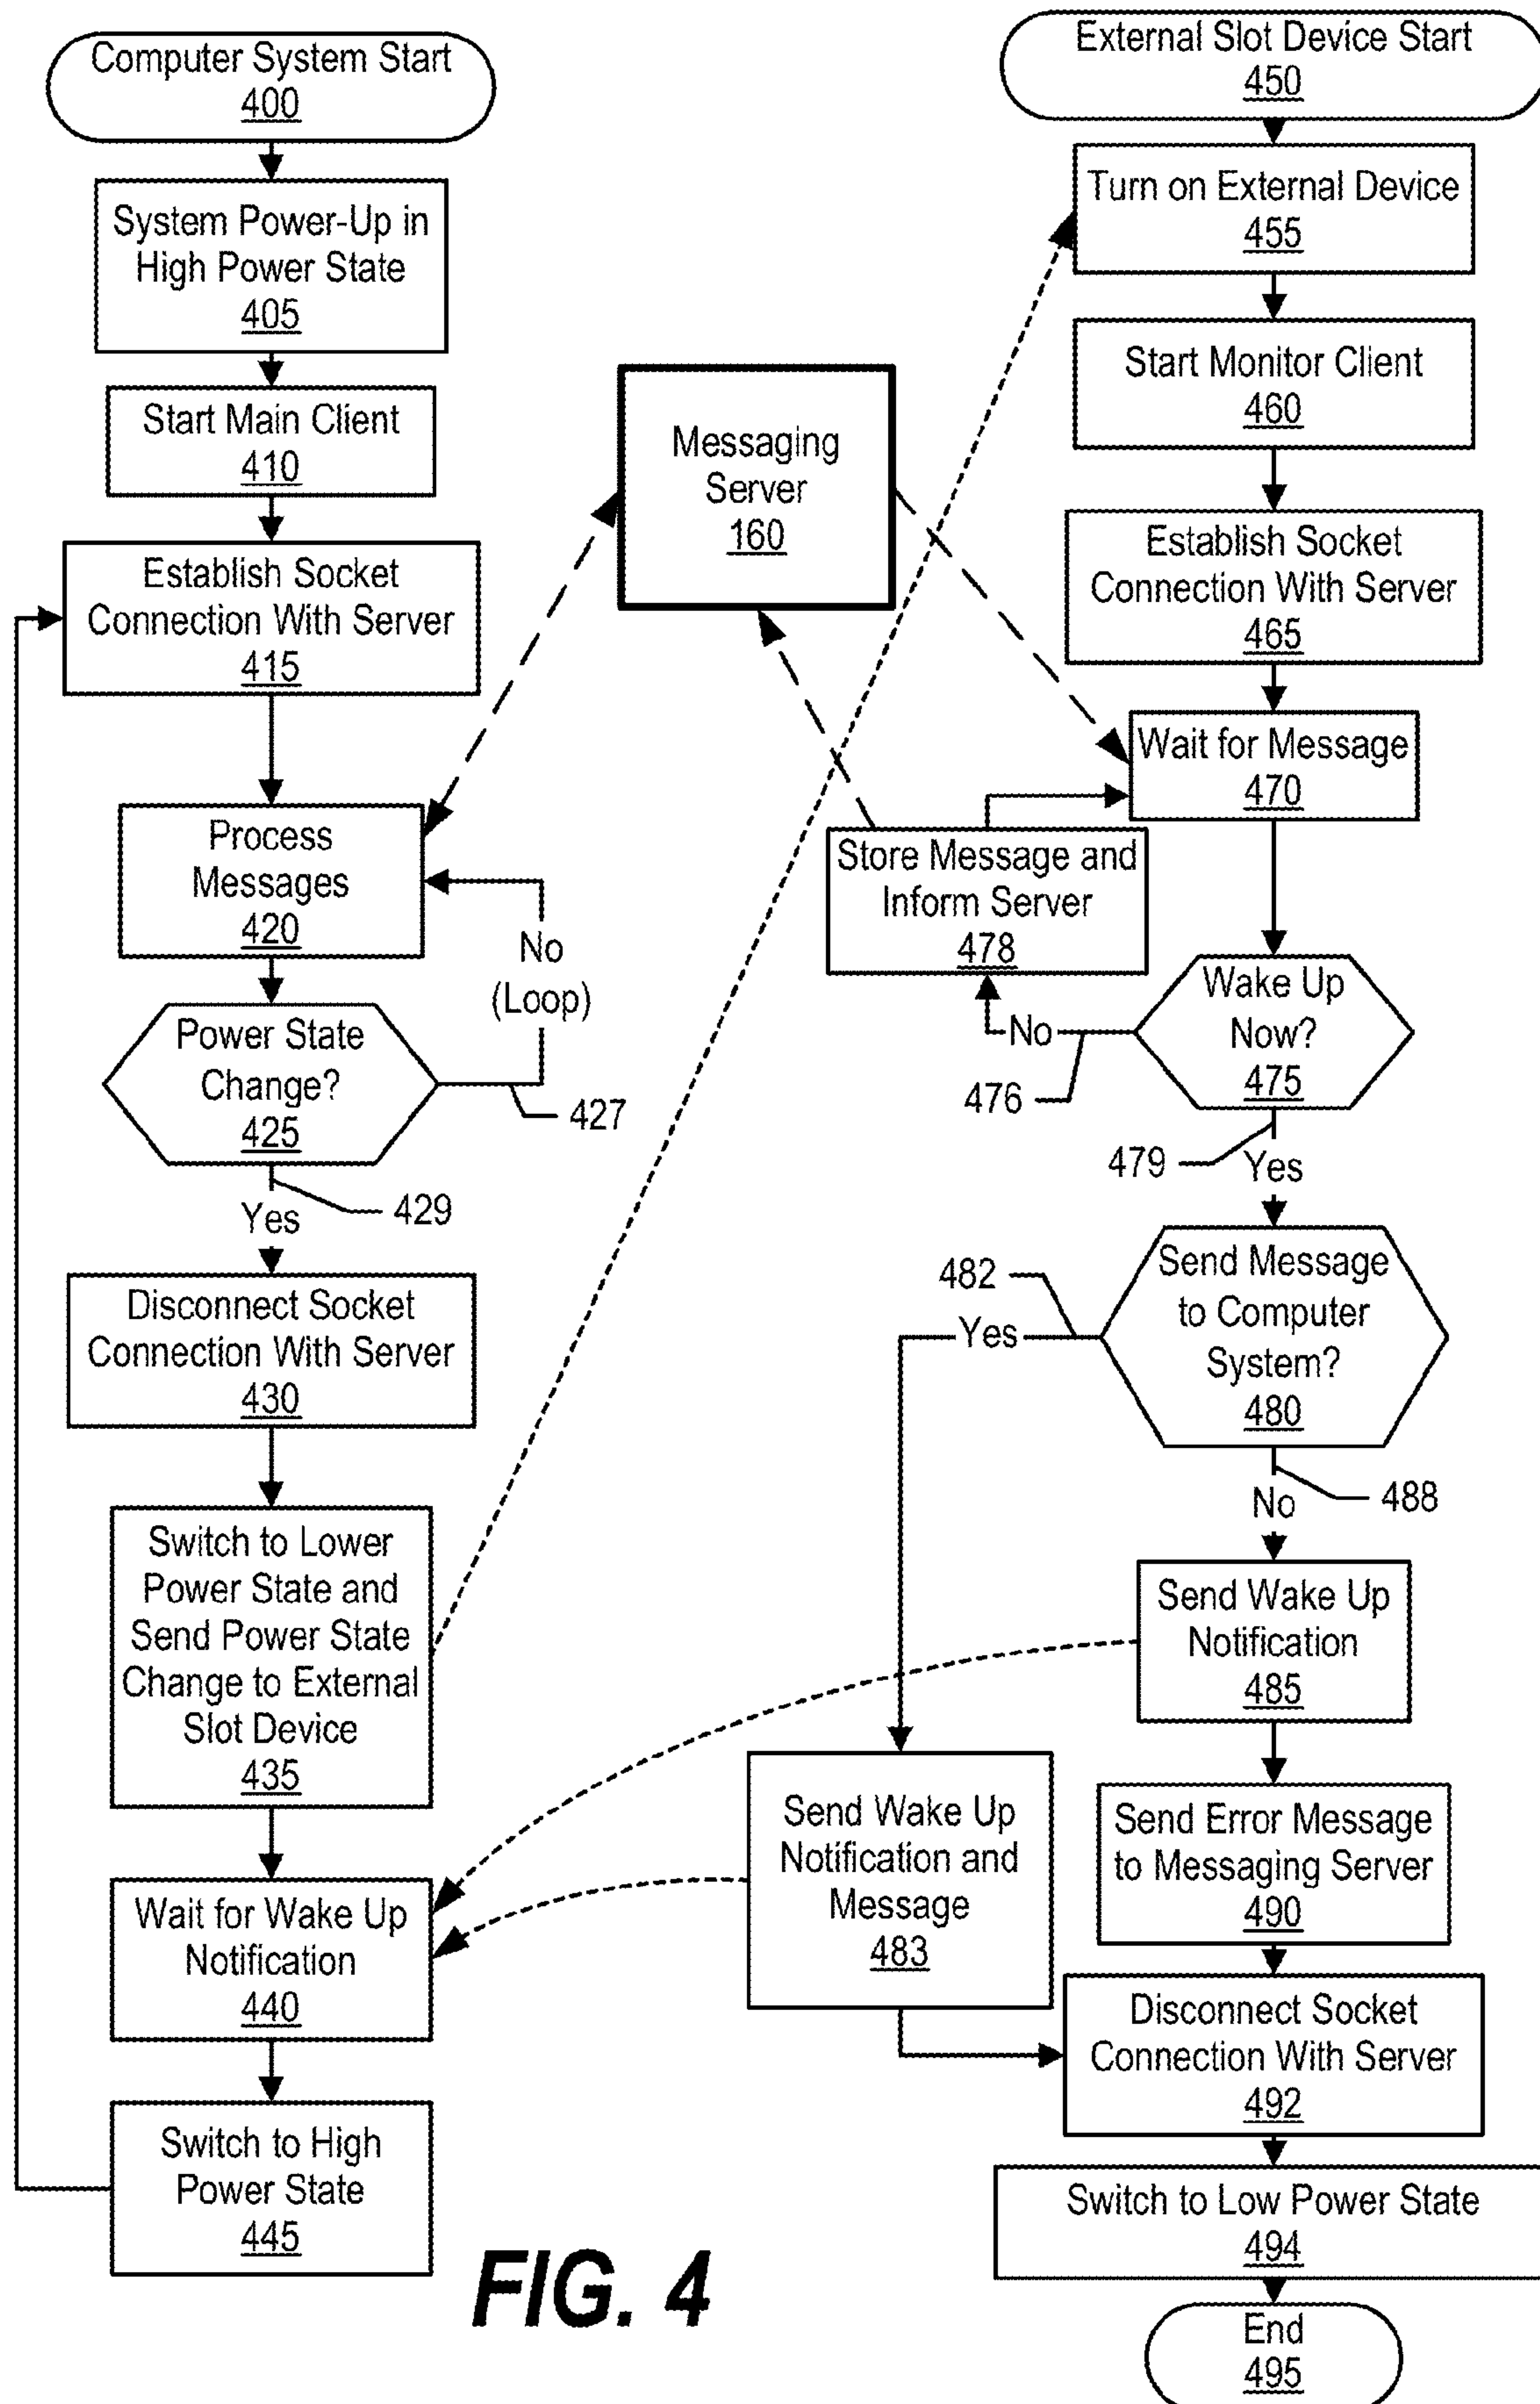 Computer System Start
400
System Power-Up in
High Power State
405
Start Main Client
410
Establish Socket
Connection With Server
415
Process
Messages
420
No
(Loop)
Power State
Change?
425
427
429
Yes
Disconnect Socket
Connection With Server
430
Switch to Lower
Power State and
Send Power State
Change to External
Slot Device
435
Wait for Wake Up
Notification
440
Switch to High
Power State
445
Messaging
Server
160
External Slot Device Start
450
Turn on External Device
455
Start Monitor Client
460
Establish Socket
Connection With Server
465
Wait for Message
470
Store Message and
Inform Server
478
Wake Up
Now?
475
No
476
479
Yes
Send Message
to Computer
System?
480
482
Yes
488
No
Send Wake Up
Notification
485
Send Wake Up
Notification and
Message
483
Send Error Message
to Messaging Server
490
Disconnect Socket
Connection With Server
492
Switch to Low Power State
494
End
495
FIG. 4